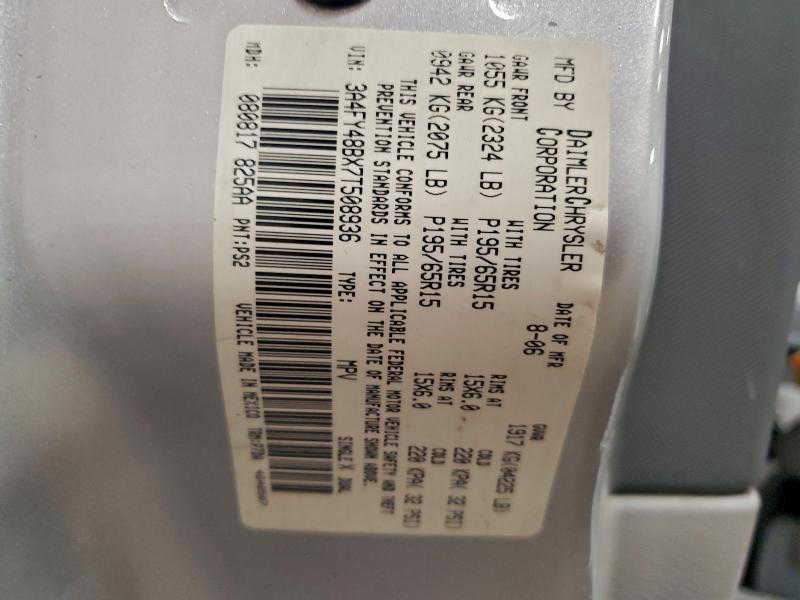 MFD BY DAIMLERCHRYSLER CORPORATION
DATE OF MFR 8-06
GVWR 1917 KG(04225 LB)
GAWR FRONT WITH TIRES RIMS AT COLD
1055 KG(2324 LB) P195/65R15 15X6.0 220 KPA( 32 PSI)
GAWR REAR WITH TIRES RIMS AT COLD
0942 KG(2075 LB) P195/65R15 15X6.0 220 KPA( 32 PSI)
THIS VEHICLE CONFORMS TO ALL APPLICABLE FEDERAL MOTOR VEHICLE SAFETY AND THEFT
PREVENTION STANDARDS IN EFFECT ON THE DATE OF MANUFACTURE SHOWN ABOVE.
VIN: 3A4FY48BX7T508936 TYPE: MPV SINGLE X DUAL
MDH: 080817 825AA PNT:PS2 VEHICLE MADE IN MEXICO